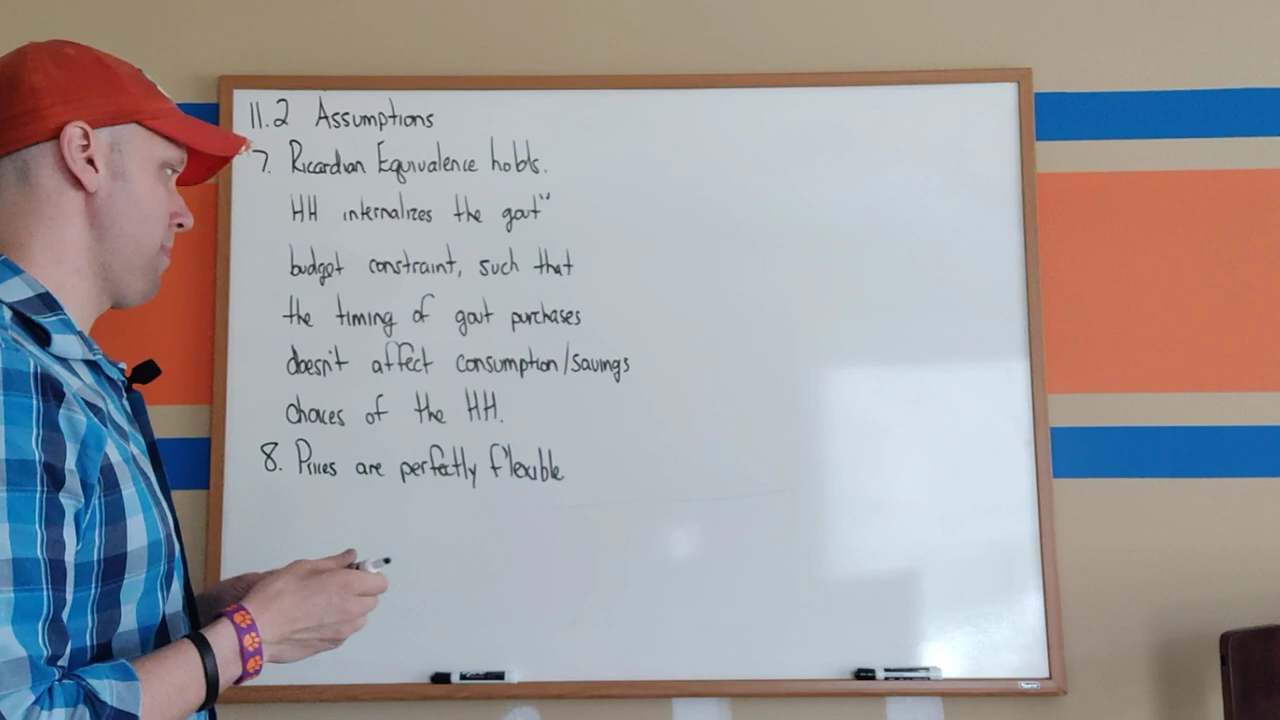 11.2 Assumptions
7. Ricardian Equivalence holds.
HH internalizes the gov't's
budget constraint, such that
the timing of gov't purchases
doesn't affect consumption/savings
choices of the HH.
8. Prices are perfectly flexible